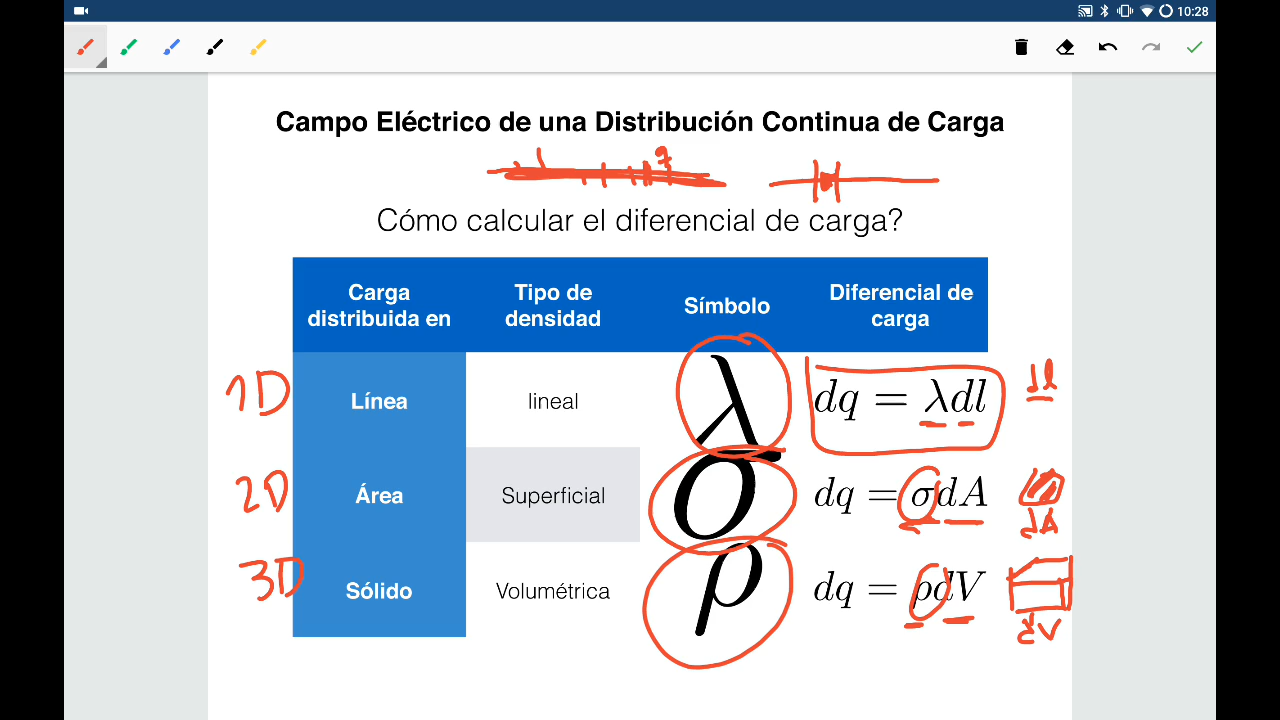 10:28
Campo Eléctrico de una Distribución Continua de Carga
Cómo calcular el diferencial de carga?
Carga distribuida en
Tipo de densidad
Símbolo
Diferencial de carga
1D
Línea
lineal
λ
dq = λdl
dl
2D
Área
Superficial
σ
dq = σdA
dA
3D
Sólido
Volumétrica
ρ
dq = ρdV
dV